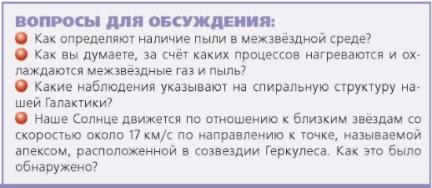 ВОПРОСЫ ДЛЯ ОБСУЖДЕНИЯ:
Как определяют наличие пыли в межзвёздной среде?
Как вы думаете, за счёт каких процессов нагреваются и ох-
лаждаются межзвёздные газ и пыль?
Какие наблюдения указывают на спиральную структуру на-
шей Галактики?
Наше Солнце движется по отношению к близким звёздам со
скоростью около 17 км/с по направлению к точке, называемой
апексом, расположенной в созвездии Геркулеса. Как это было
обнаружено?